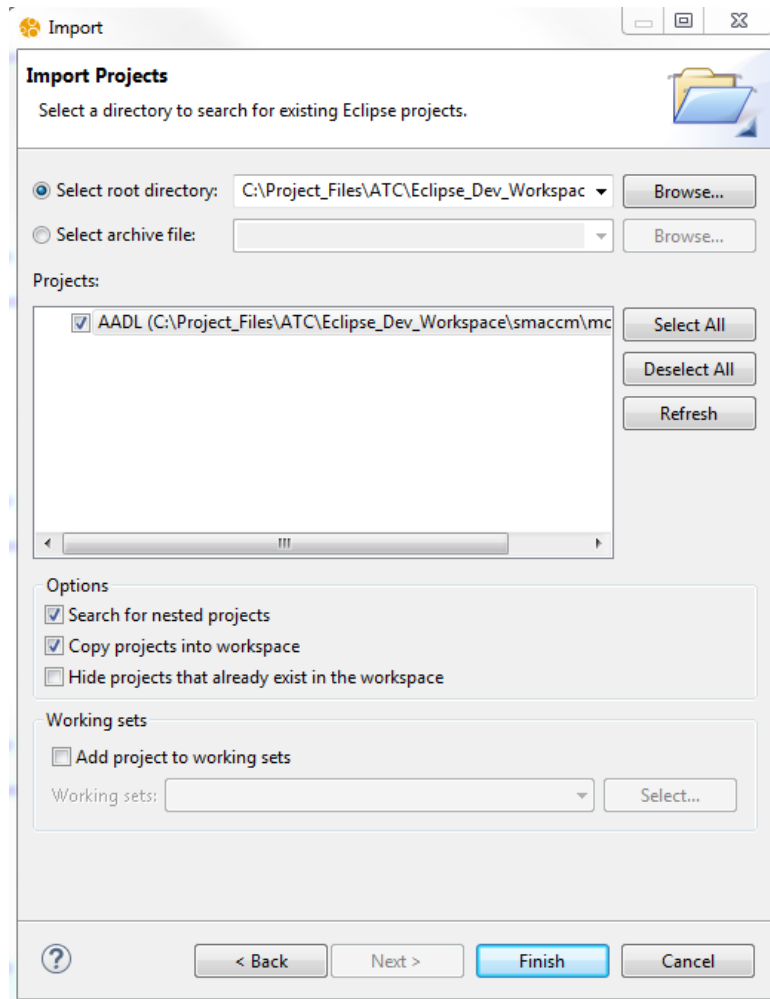 Import
Import Projects
Select a directory to search for existing Eclipse projects.
Select root directory: C:\Project_Files\ATC\Eclipse_Dev_Workspac Browse...
Select archive file: Browse...
Projects:
AADL (C:\Project_Files\ATC\Eclipse_Dev_Workspace\smaccm\mc Select All
Deselect All
Refresh
Options
Search for nested projects
Copy projects into workspace
Hide projects that already exist in the workspace
Working sets
Add project to working sets
Working sets: Select...
? < Back Next > Finish Cancel